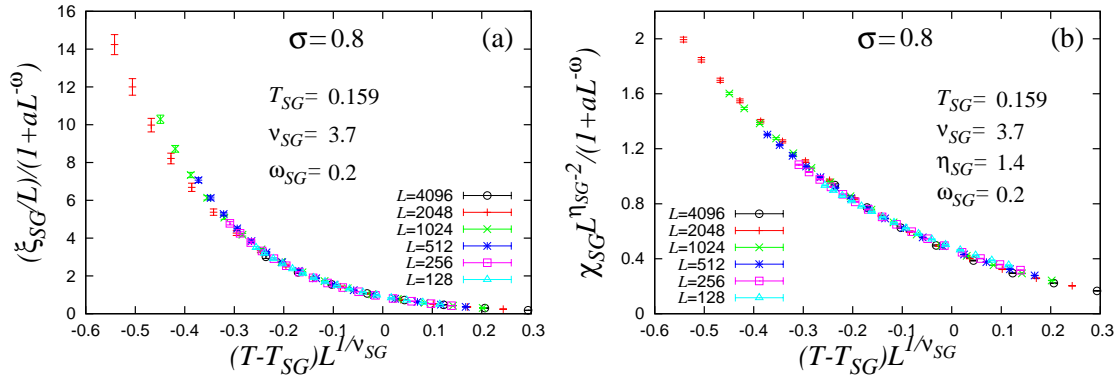 σ=0.8 (a)
T_SG= 0.159
ν_SG= 3.7
ω_SG= 0.2
L=4096
L=2048
L=1024
L=512
L=256
L=128
16
14
12
10
8
6
4
2
0
-0.6 -0.5 -0.4 -0.3 -0.2 -0.1 0 0.1 0.2 0.3
(ξ_SG/L)/(1+aL^-ω)
(T-T_SG)L^1/ν_SG
σ=0.8 (b)
T_SG= 0.159
ν_SG= 3.7
η_SG= 1.4
ω_SG= 0.2
L=4096
L=2048
L=1024
L=512
L=256
L=128
2
1.6
1.2
0.8
0.4
0
-0.6 -0.5 -0.4 -0.3 -0.2 -0.1 0 0.1 0.2 0.3
χ_SG L^η_SG-2/(1+aL^-ω)
(T-T_SG)L^1/ν_SG